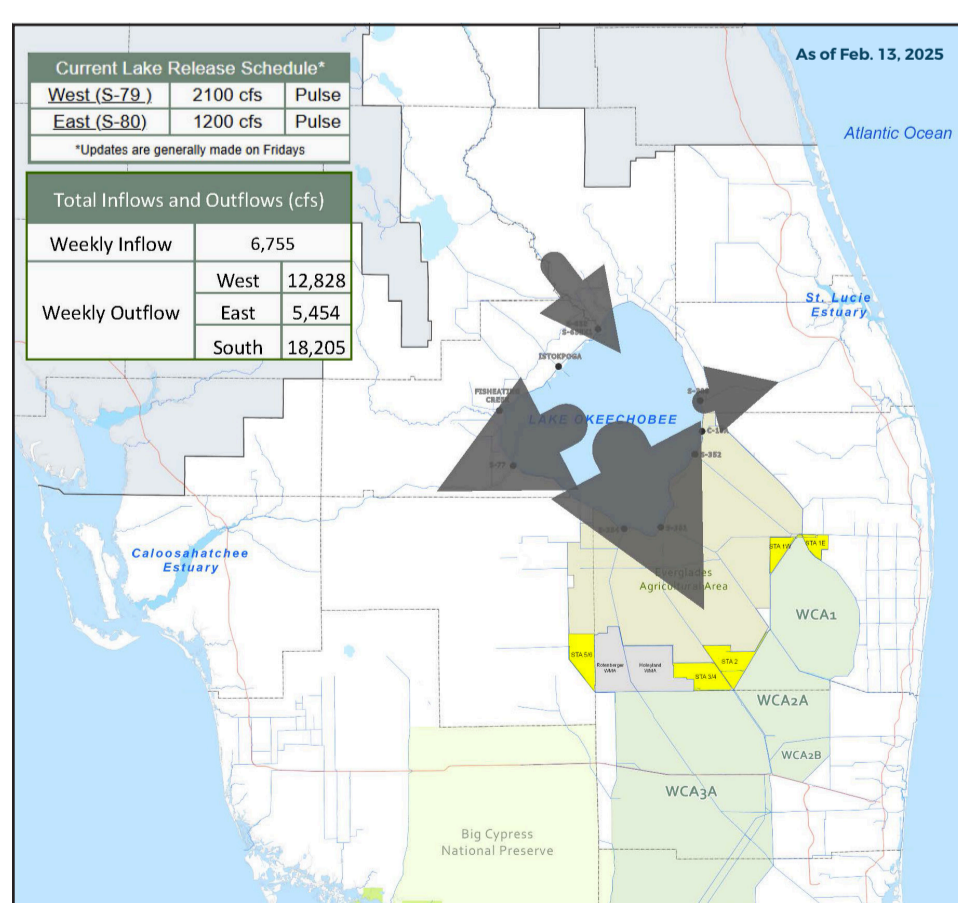 As of Feb. 13, 2025
Current Lake Release Schedule*
West (S-79 ) 2100 cfs Pulse
East (S-80) 1200 cfs Pulse
*Updates are generally made on Fridays
Atlantic Ocean
Total Inflows and Outflows (cfs)
Weekly Inflow 6,755
Weekly Outflow
West 12,828
East 5,454
South 18,205
St. Lucie
Estuary
ISTOKPOGA
FISHEATING
CREEK
LAKE OKEECHOBEE
S-352
S-77
Caloosahatchee
Estuary
STA 1W
STA 1E
Everglades
Agricultural Area
WCA1
STA 5/6
Rotenberger
WMA
Holeyland
WMA
STA 2
STA 3/4
WCA2A
WCA2B
WCA3A
Big Cypress
National Preserve